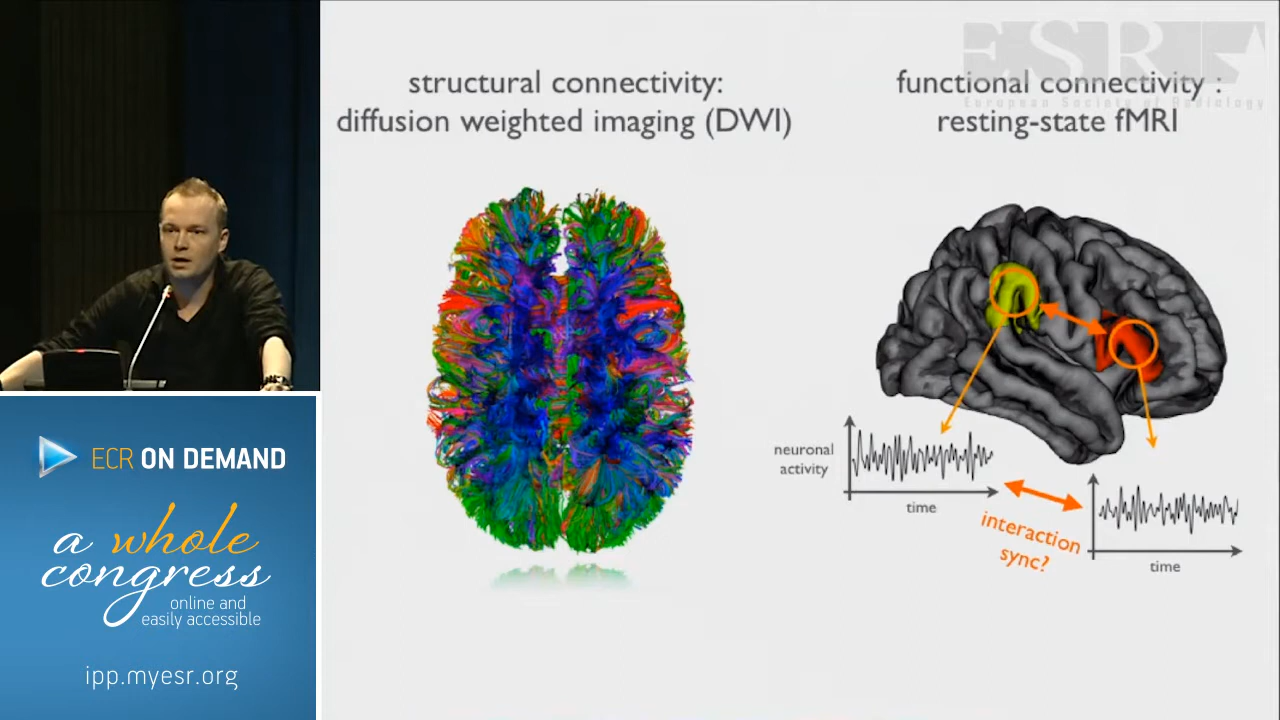 structural connectivity:
diffusion weighted imaging (DWI)
functional connectivity :
resting-state fMRI
ESR
European Society of Radiology
neuronal
activity
time
interaction
sync?
time
ECR ON DEMAND
a whole
congress
online and
easily accessible
ipp.myesr.org